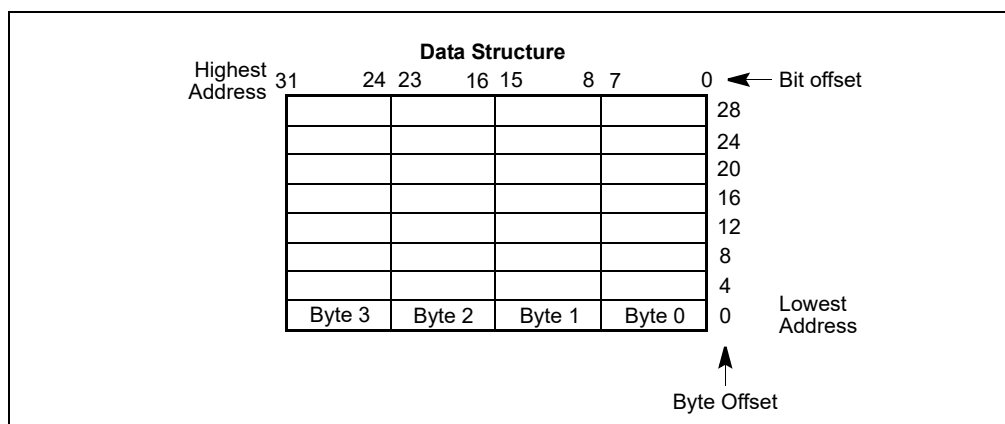 Data Structure
Highest Address
31 24 23 16 15 8 7 0 Bit offset
28
24
20
16
12
8
4
Byte 3 Byte 2 Byte 1 Byte 0 0
Lowest Address
Byte Offset